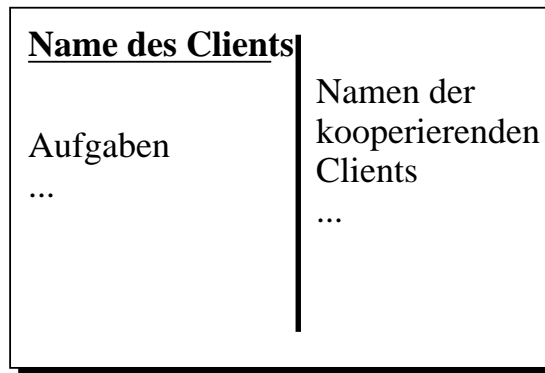 Name des Clients
Aufgaben
...
Namen der
kooperierenden
Clients
...